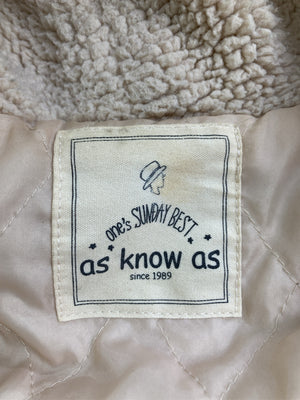 one's SUNDAY BEST
as know as
since 1989